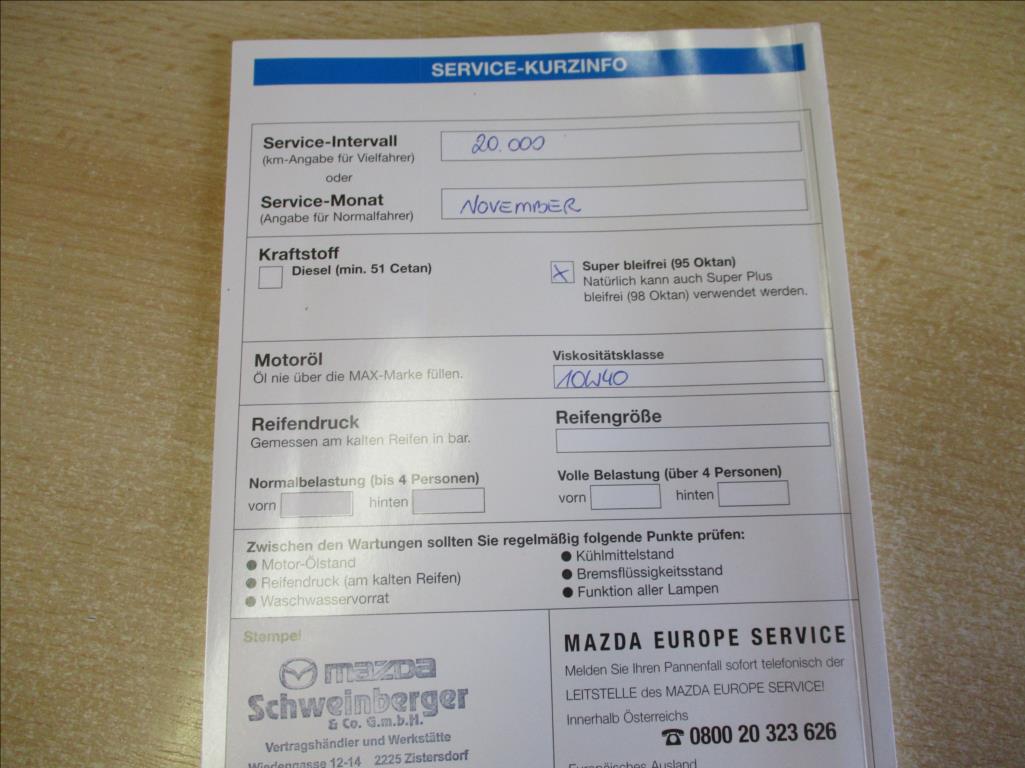 SERVICE-KURZINFO
Service-Intervall
(km-Angabe für Vielfahrer)
20.000
oder
Service-Monat
(Angabe für Normalfahrer)
NOVEMBER
Kraftstoff
Diesel (min. 51 Cetan)
X Super bleifrei (95 Oktan)
Natürlich kann auch Super Plus
bleifrei (98 Oktan) verwendet werden.
Motoröl
Öl nie über die MAX-Marke füllen.
Viskositätsklasse
10W40
Reifendruck
Gemessen am kalten Reifen in bar.
Reifengröße
Normalbelastung (bis 4 Personen)
vorn hinten
Volle Belastung (über 4 Personen)
vorn hinten
Zwischen den Wartungen sollten Sie regelmäßig folgende Punkte prüfen:
● Motor-Ölstand
● Reifendruck (am kalten Reifen)
● Waschwasservorrat
● Kühlmittelstand
● Bremsflüssigkeitsstand
● Funktion aller Lampen
Stempel
mazda
Schweinberger
& Co. G.m.b.H.
Vertragshändler und Werkstätte
Wiedengasse 12-14 2225 Zistersdorf
MAZDA EUROPE SERVICE
Melden Sie Ihren Pannenfall sofort telefonisch der
LEITSTELLE des MAZDA EUROPE SERVICE!
Innerhalb Österreichs
☎ 0800 20 323 626
Europäisches Ausland